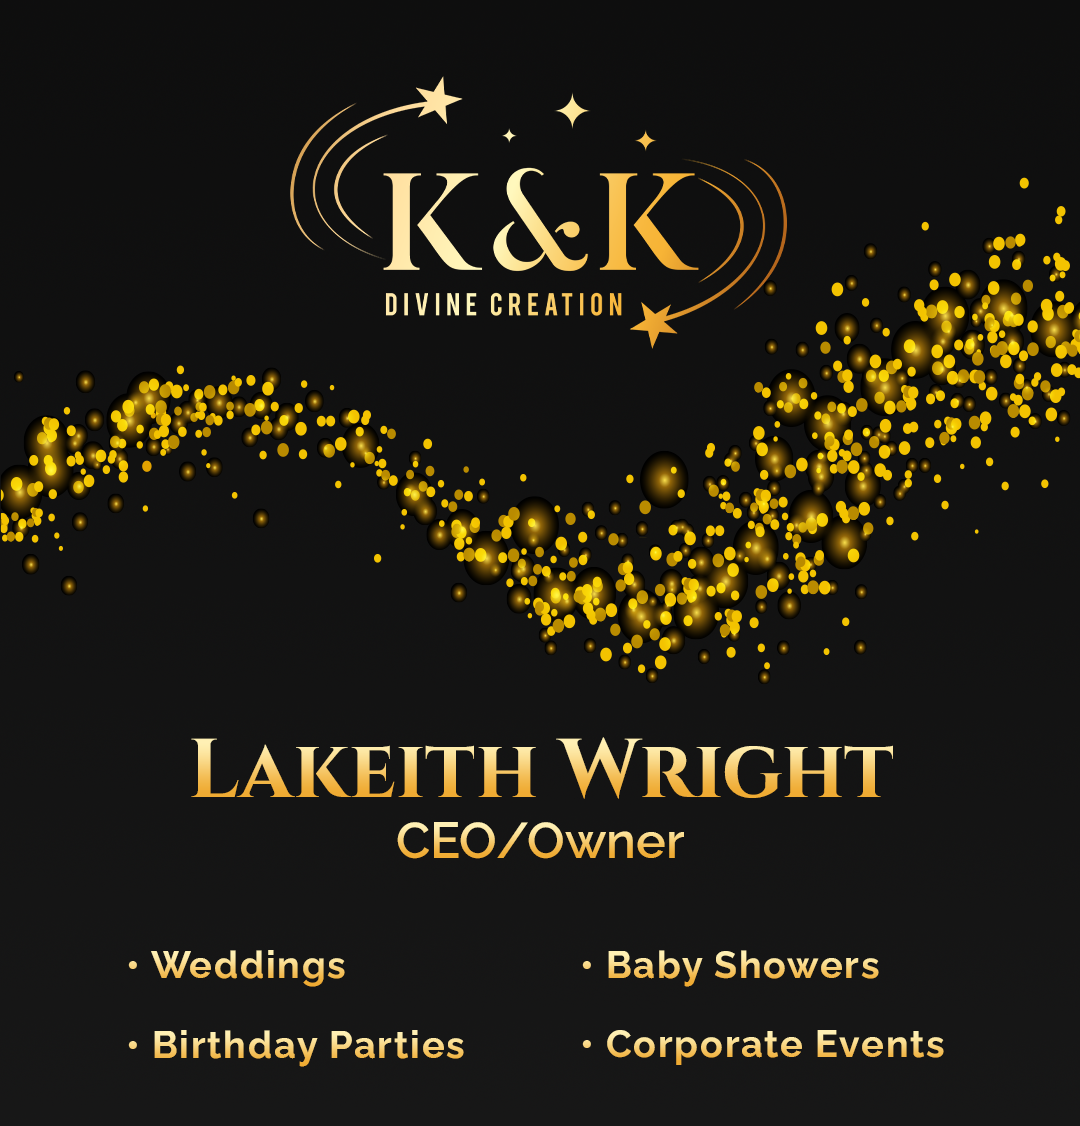 K & K
DIVINE CREATION
Lakeith Wright
CEO/Owner
• Weddings
• Baby Showers
• Birthday Parties
• Corporate Events